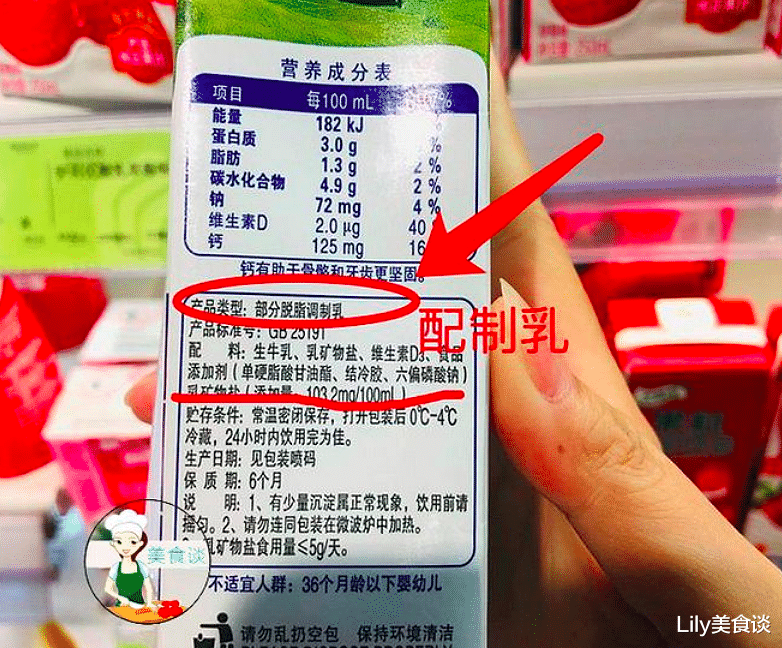 营养成分表
项目 每100 mL %
能量 182 kJ %
蛋白质 3.0 g %
脂肪 1.3 g 2 %
碳水化合物 4.9 g 2 %
钠 72 mg 4 %
维生素D 2.0 μg 40
钙 125 mg 16
钙有助于骨骼和牙齿更坚固。
产品类型：部分脱脂调制乳
配制乳
产品标准号：GB 25191
配 料：生牛乳、乳矿物盐、维生素D₃、食品
添加剂（单硬脂酸甘油酯、结冷胶、六偏磷酸钠）
乳矿物盐（添加量：103.2mg/100mL）
贮存条件：常温密闭保存，打开包装后0℃-4℃
冷藏，24小时内饮用完为佳。
生产日期：见包装喷码
保 质 期：6个月
说 明：1、有少量沉淀属正常现象，饮用前请
摇匀。2、请勿连同包装在微波炉中加热。
乳矿物盐食用量≤5g/天。
美食谈
不适宜人群：36个月龄以下婴幼儿
请勿乱扔空包 保持环境清洁
Lily美食谈